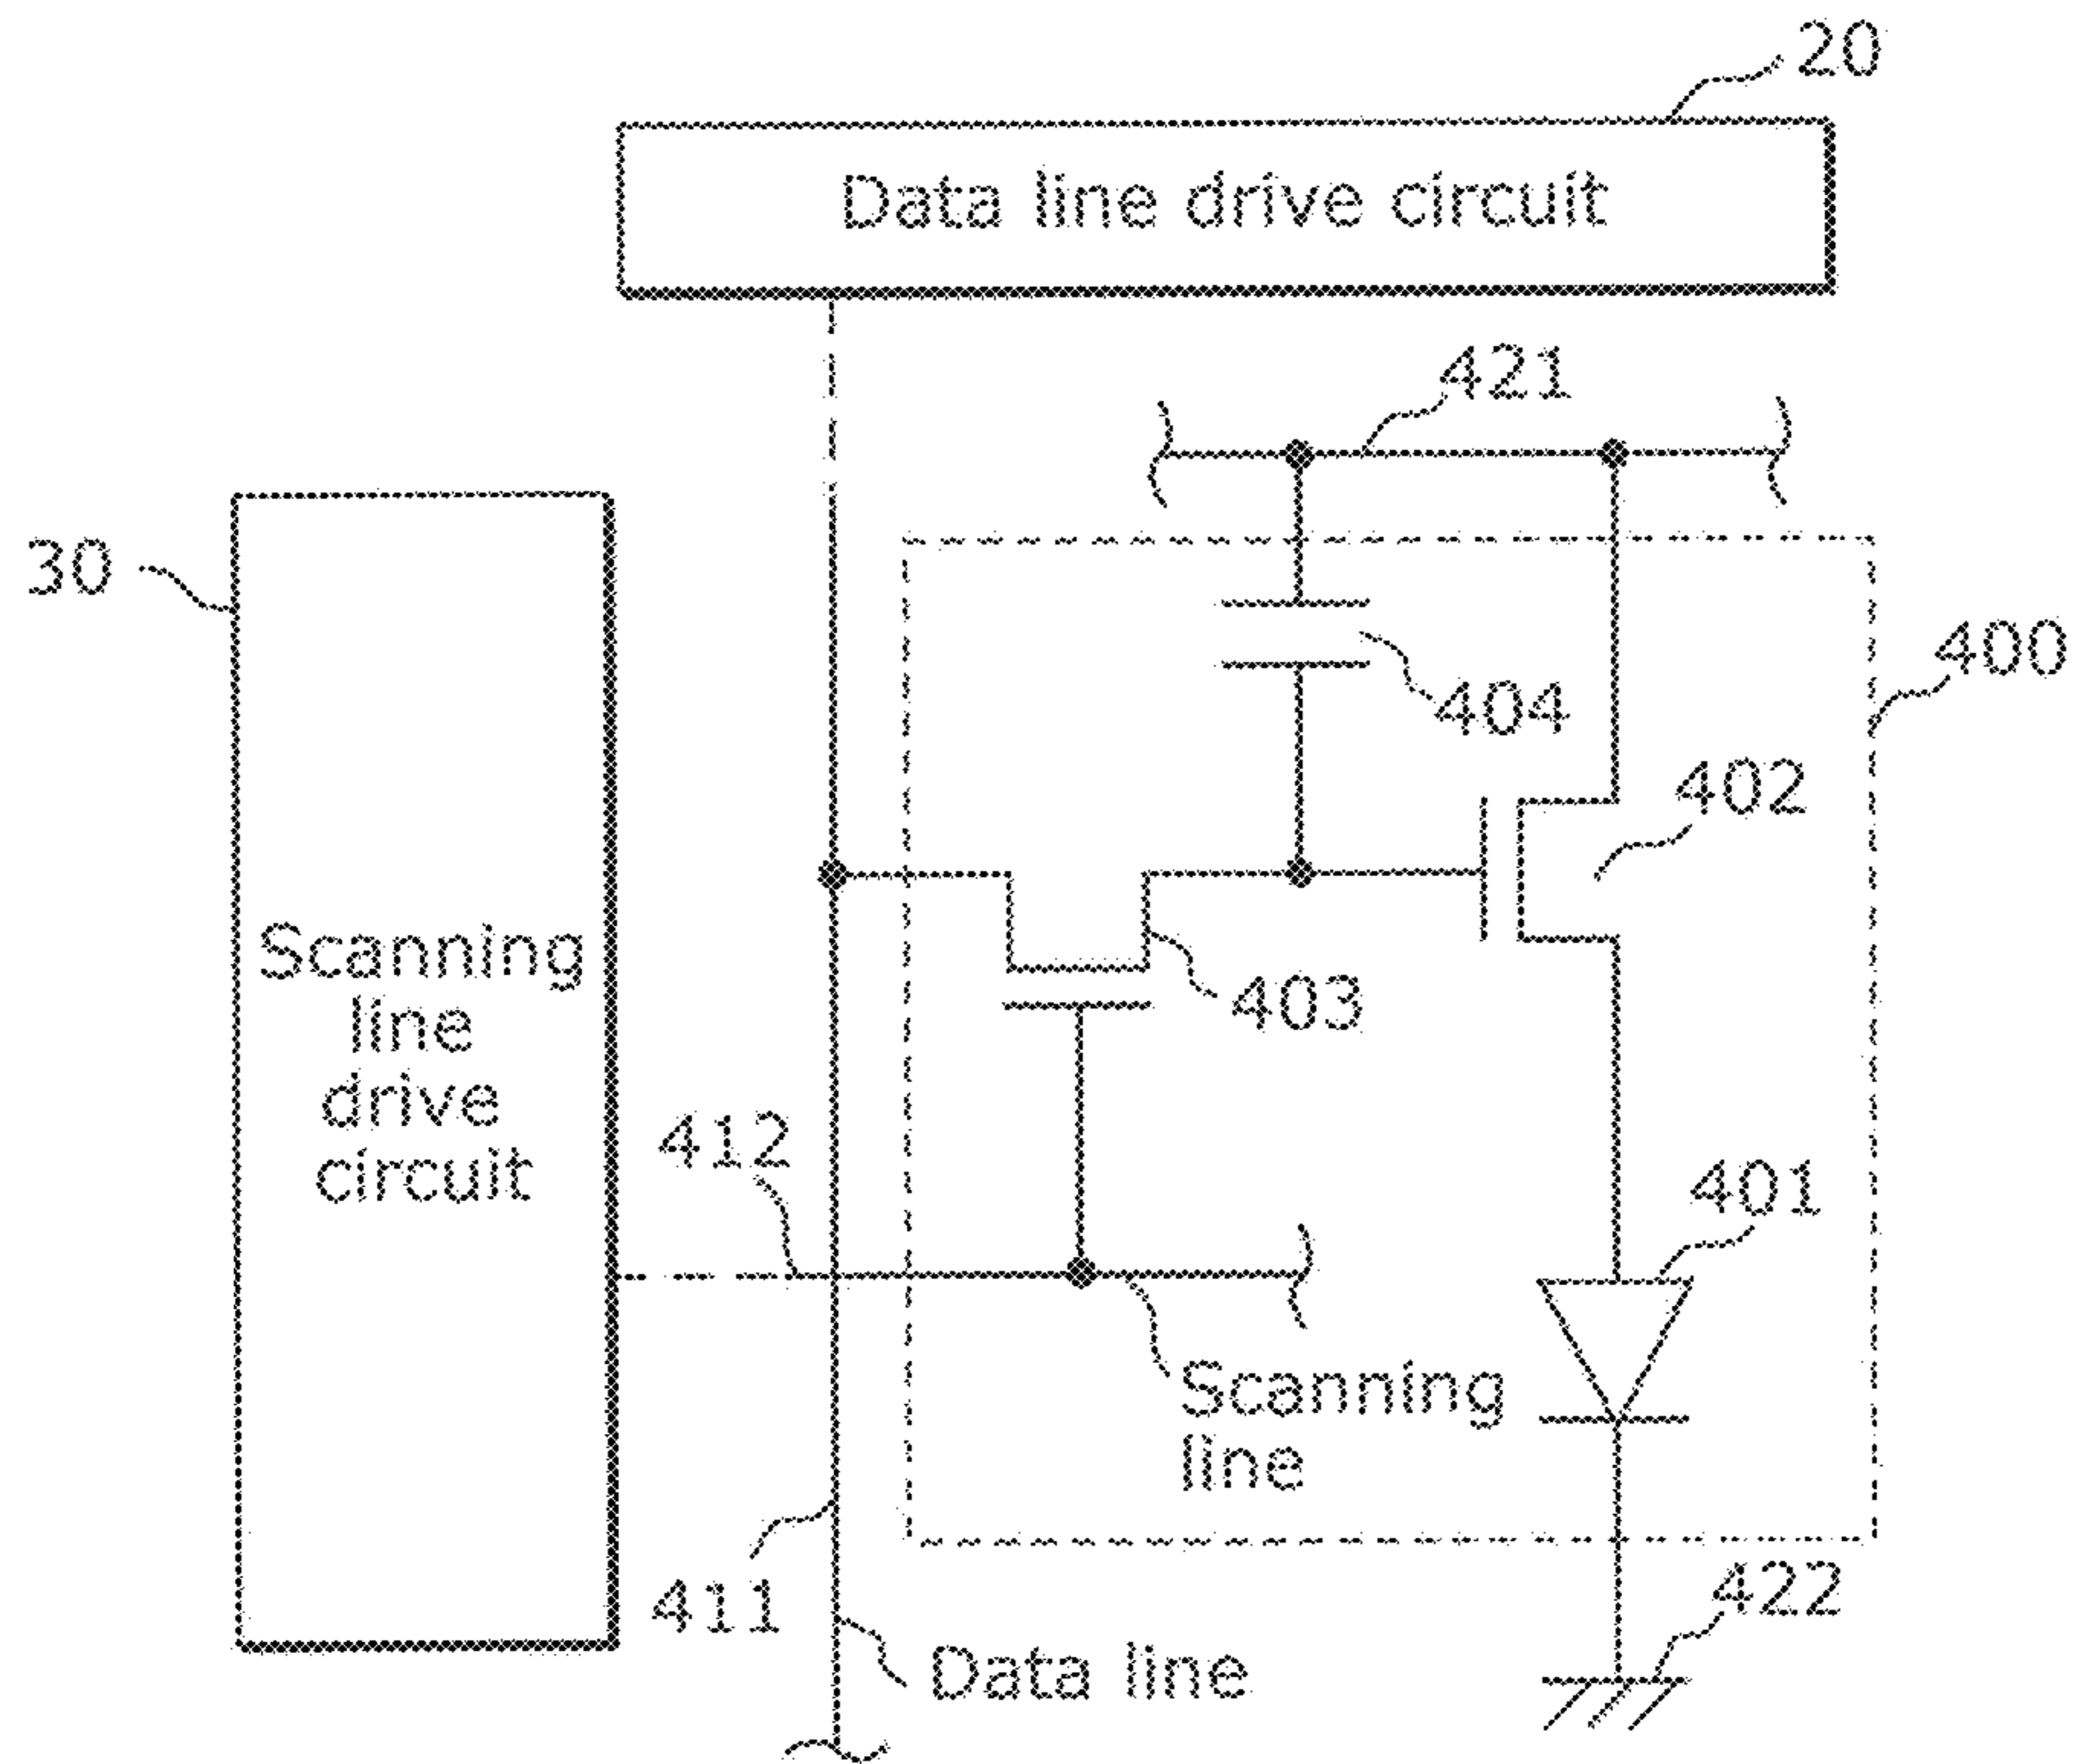 20
Data line drive circuit
421
30
400
404
402
Scanning
line
drive
circuit
403
412
401
Scanning
line
422
411
Data line